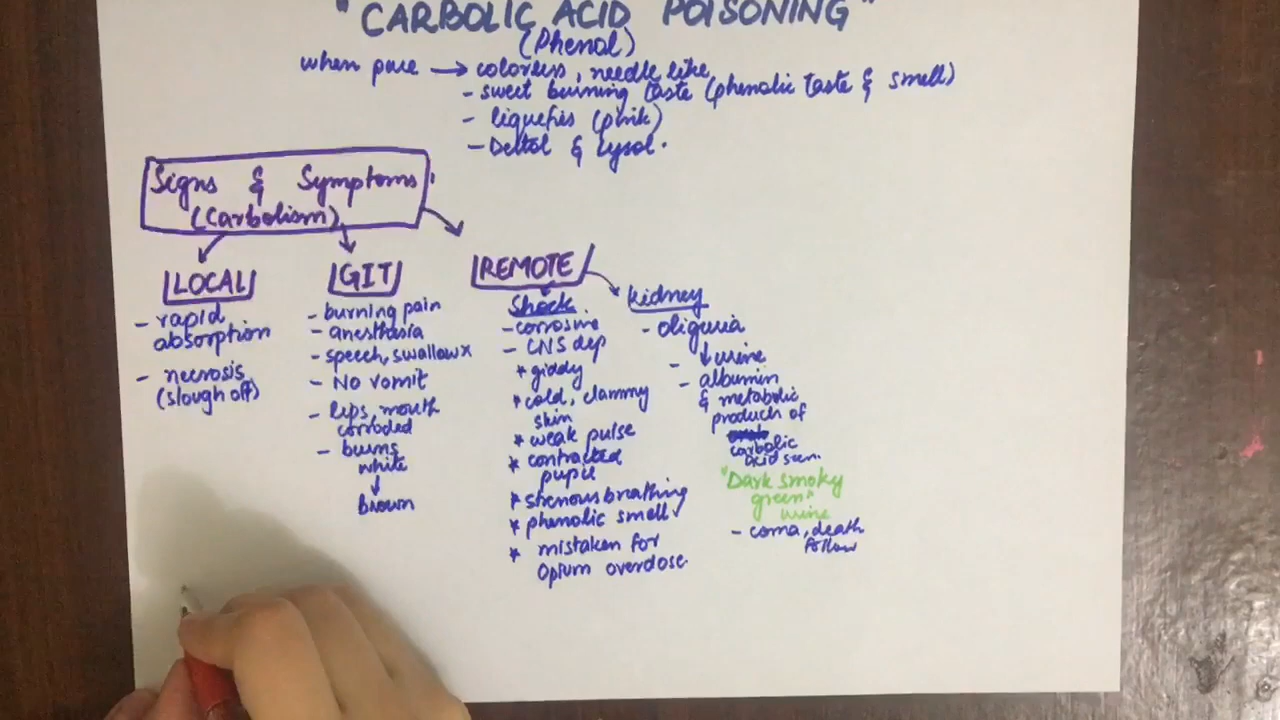 "CARBOLIC ACID POISONING"
(Phenol)
when pure → colorless, needle like
- sweet burning taste (phenolic taste & smell)
- liquefies (pink)
- Dettol & Lysol.
Signs & Symptoms
(Carbolism)
LOCAL
- rapid
absorption
- necrosis
(slough off)
GIT
- burning pain
- anesthasia
- speech, swallow x
- No vomit
- lips, mouth
corroded
- burns
white
↓
brown
REMOTE
Shock
- corrosive
- CNS dep
* giddy
* cold, clammy
skin
* weak pulse
* contracted
pupil
* stenous breathing
* phenolic smell ✓
* mistaken for
Opium overdose.
kidney
- oliguria
- ↓ urine
- albumin
& metabolic
product of
carbolic
acid seen.
"Dark smoky
green"
urine
- coma, death
follow